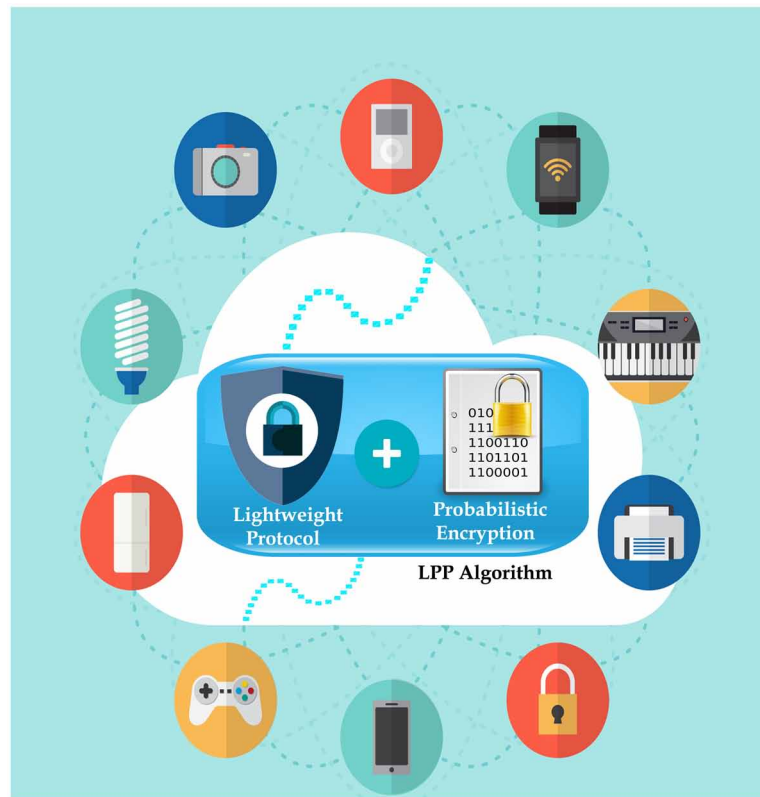 010
111
1100110
1101101
1100001
Lightweight
Protocol
Probabilistic
Encryption
LPP Algorithm